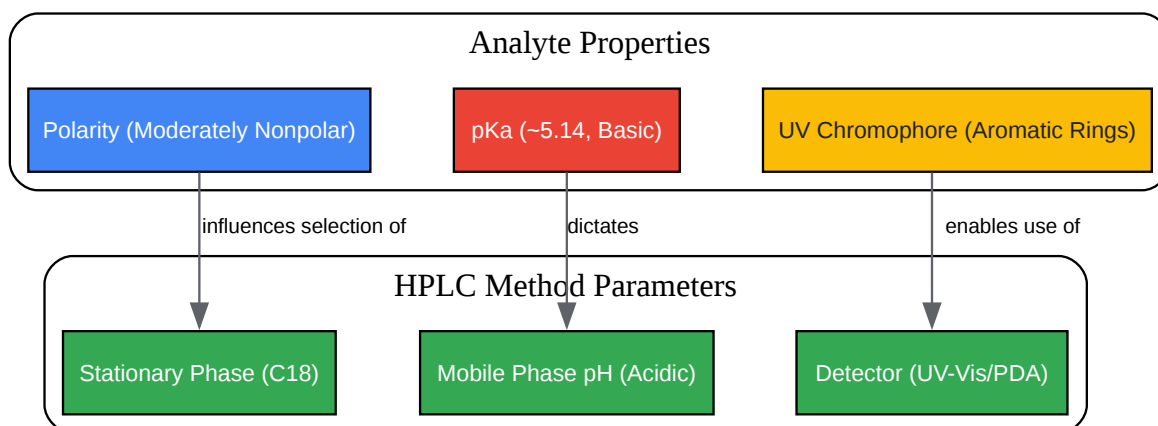 Analyte Properties
Polarity (Moderately Nonpolar)
pKa (~5.14, Basic)
UV Chromophore (Aromatic Rings)
influences selection of
dictates
enables use of
HPLC Method Parameters
Stationary Phase (C18)
Mobile Phase pH (Acidic)
Detector (UV-Vis/PDA)